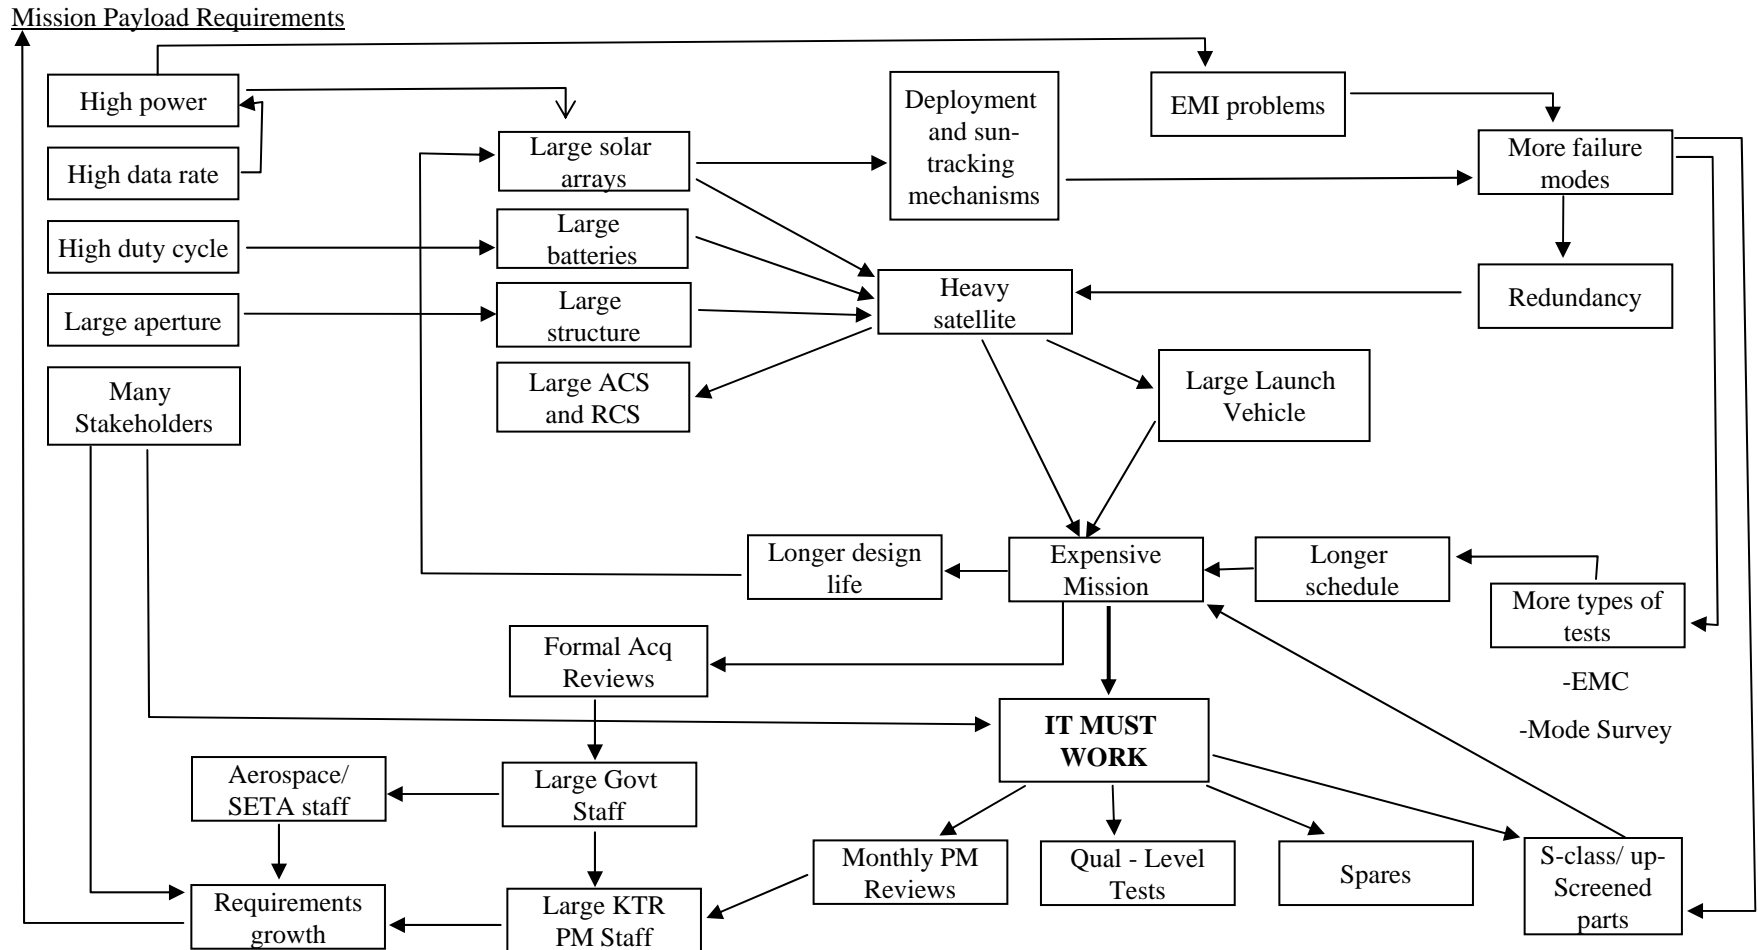 Mission Payload Requirements
High power
High data rate
High duty cycle
Large aperture
Many
Stakeholders
Large solar
arrays
Large
batteries
Large
structure
Large ACS
and RCS
Deployment
and sun-
tracking
mechanisms
EMI problems
More failure
modes
Redundancy
Heavy
satellite
Large Launch
Vehicle
Longer design
life
Expensive
Mission
Longer
schedule
More types of
tests
-EMC
-Mode Survey
Formal Acq
Reviews
IT MUST
WORK
Aerospace/
SETA staff
Large Govt
Staff
Monthly PM
Reviews
Qual - Level
Tests
Spares
S-class/ up-
Screened
parts
Requirements
growth
Large KTR
PM Staff